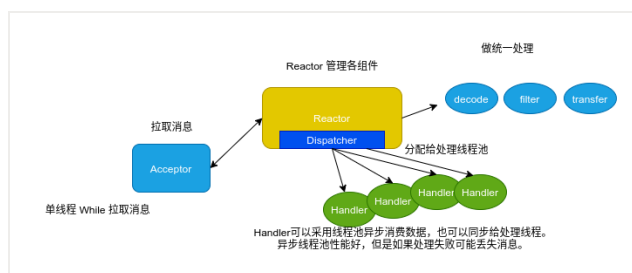 做统一处理
Reactor 管理各组件
Reactor
decode
filter
transfer
拉取消息
Dispatcher
分配给处理线程池
Acceptor
Handler
Handler
Handler
Handler
单线程 While 拉取消息
Handler可以采用线程池异步消费数据，也可以同步给处理线程。
异步线程池性能好，但是如果处理失败可能丢失消息。